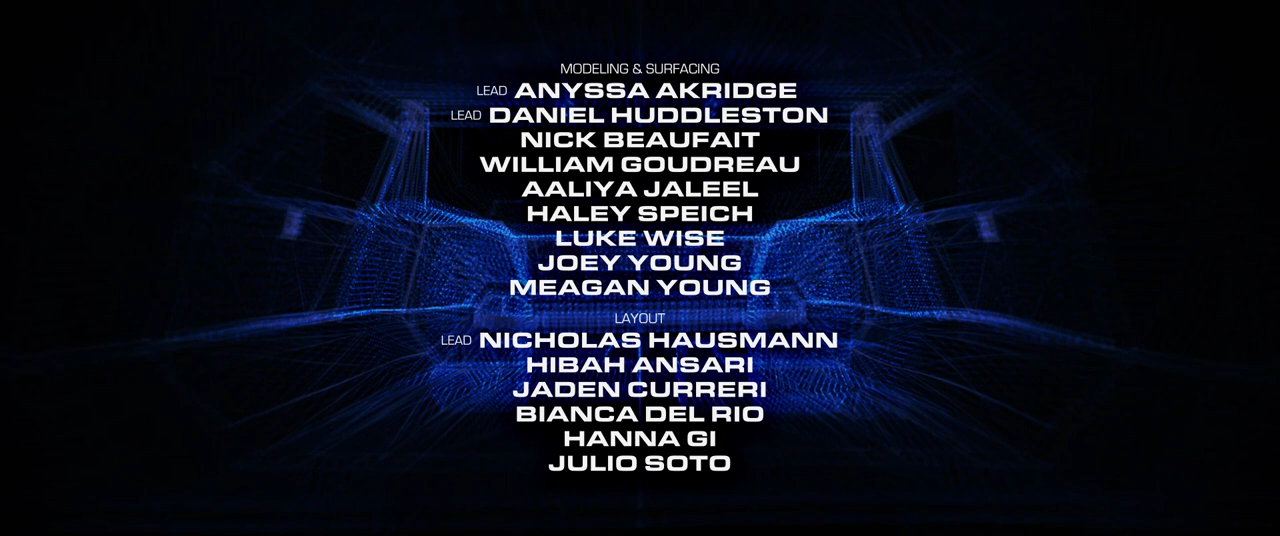 MODELING & SURFACING
LEAD ANYSSA AKRIDGE
LEAD DANIEL HUDDLESTON
NICK BEAUFAIT
WILLIAM GOUDREAU
AALIYA JALEEL
HALEY SPEICH
LUKE WISE
JOEY YOUNG
MEAGAN YOUNG
LAYOUT
LEAD NICHOLAS HAUSMANN
HIBAH ANSARI
JADEN CURRERI
BIANCA DEL RIO
HANNA GI
JULIO SOTO